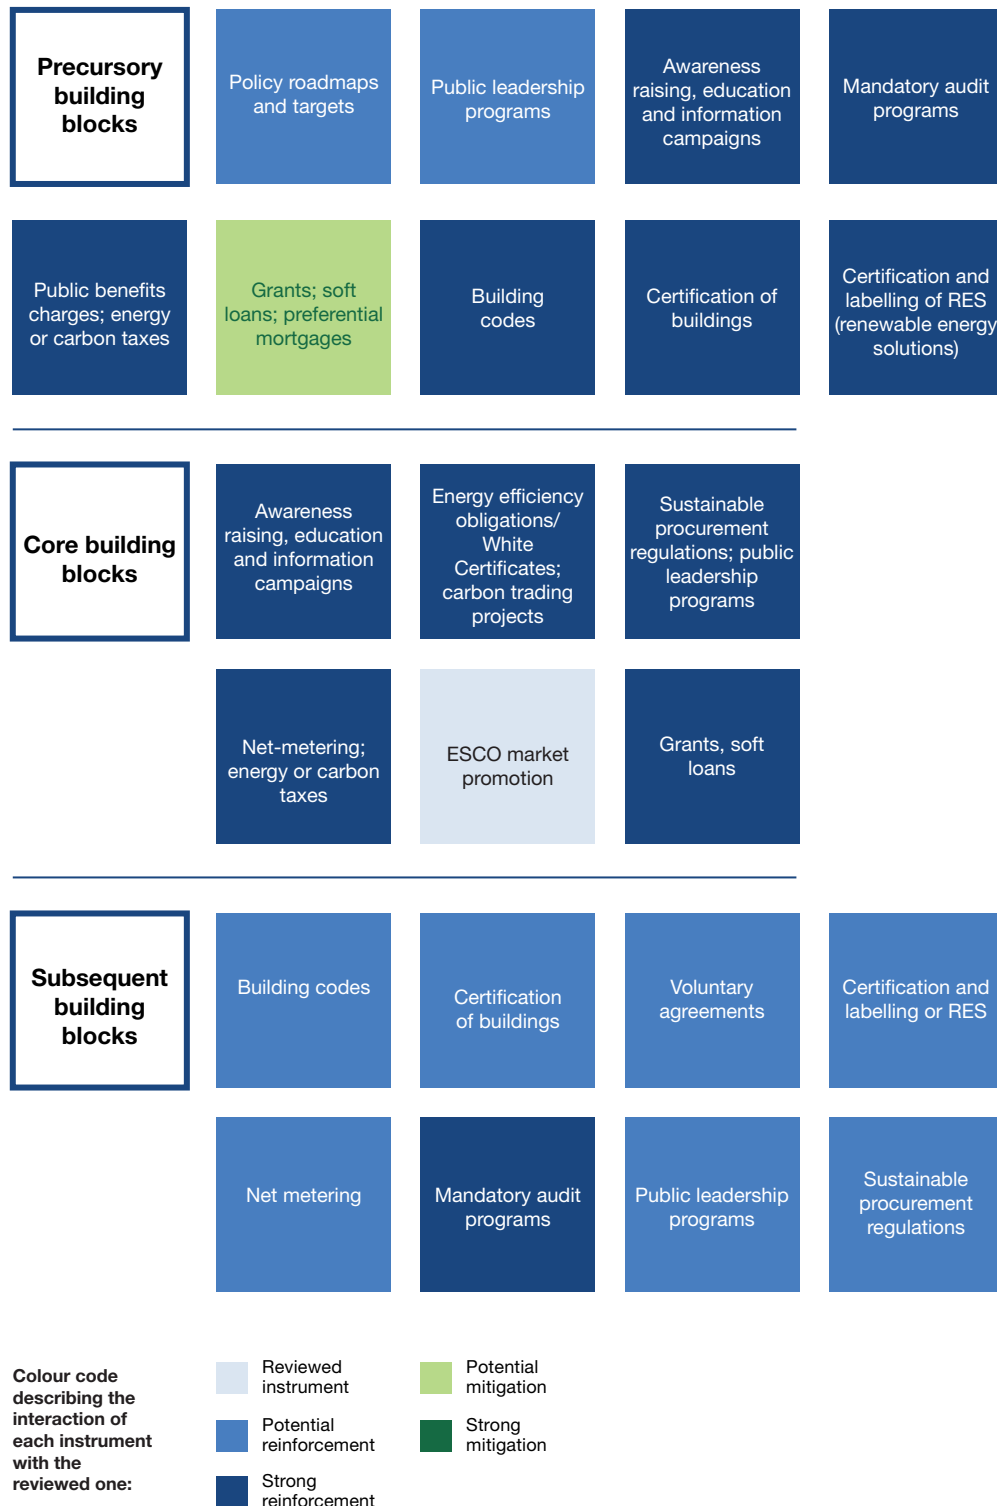 Precursory
building
blocks
Policy roadmaps
and targets
Public leadership
programs
Awareness
raising, education
and information
campaigns
Mandatory audit
programs
Public benefits
charges; energy
or carbon taxes
Grants; soft
loans; preferential
mortgages
Building
codes
Certification of
buildings
Certification and
labelling of RES
(renewable energy
solutions)
Core building
blocks
Awareness
raising, education
and information
campaigns
Energy efficiency
obligations/
White
Certificates;
carbon trading
projects
Sustainable
procurement
regulations; public
leadership
programs
Net-metering;
energy or carbon
taxes
ESCO market
promotion
Grants, soft
loans
Subsequent
building
blocks
Building codes
Certification
of buildings
Voluntary
agreements
Certification and
labelling or RES
Net metering
Mandatory audit
programs
Public leadership
programs
Sustainable
procurement
regulations
Colour code
describing the
interaction of
each instrument
with the
reviewed one:
Reviewed
instrument
Potential
reinforcement
Strong
reinforcement
Potential
mitigation
Strong
mitigation